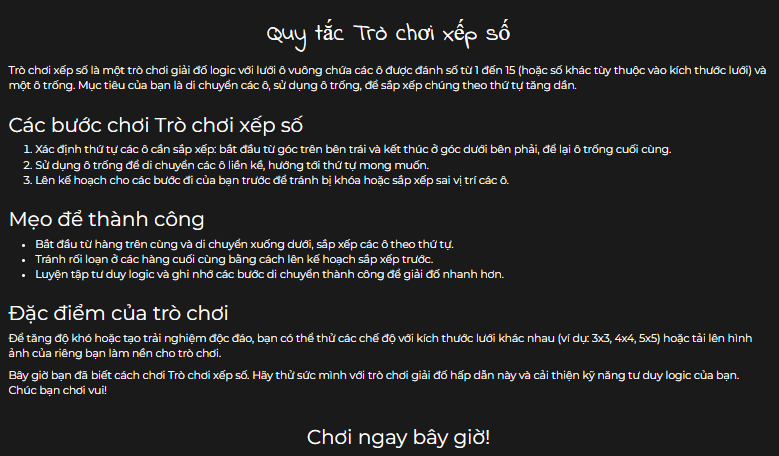 Quy tắc Trò chơi xếp số
Trò chơi xếp số là một trò chơi giải đố logic với lưới ô vuông chứa các ô được đánh số từ 1 đến 15 (hoặc số khác tùy thuộc vào kích thước lưới) và
một ô trống. Mục tiêu của bạn là di chuyển các ô, sử dụng ô trống, để sắp xếp chúng theo thứ tự tăng dần.
Các bước chơi Trò chơi xếp số
1. Xác định thứ tự các ô cần sắp xếp: bắt đầu từ góc trên bên trái và kết thúc ở góc dưới bên phải, để lại ô trống cuối cùng.
2. Sử dụng ô trống để di chuyển các ô liền kề, hướng tới thứ tự mong muốn.
3. Lên kế hoạch cho các bước đi của bạn trước để tránh bị khóa hoặc sắp xếp sai vị trí các ô.
Mẹo để thành công
• Bắt đầu từ hàng trên cùng và di chuyển xuống dưới, sắp xếp các ô theo thứ tự.
• Tránh rối loạn ở các hàng cuối cùng bằng cách lên kế hoạch sắp xếp trước.
• Luyện tập tư duy logic và ghi nhớ các bước di chuyển thành công để giải đố nhanh hơn.
Đặc điểm của trò chơi
Để tăng độ khó hoặc tạo trải nghiệm độc đáo, bạn có thể thử các chế độ với kích thước lưới khác nhau (ví dụ: 3x3, 4x4, 5x5) hoặc tải lên hình
ảnh của riêng bạn làm nền cho trò chơi.
Bây giờ bạn đã biết cách chơi Trò chơi xếp số. Hãy thử sức mình với trò chơi giải đố hấp dẫn này và cải thiện kỹ năng tư duy logic của bạn.
Chúc bạn chơi vui!
Chơi ngay bây giờ!